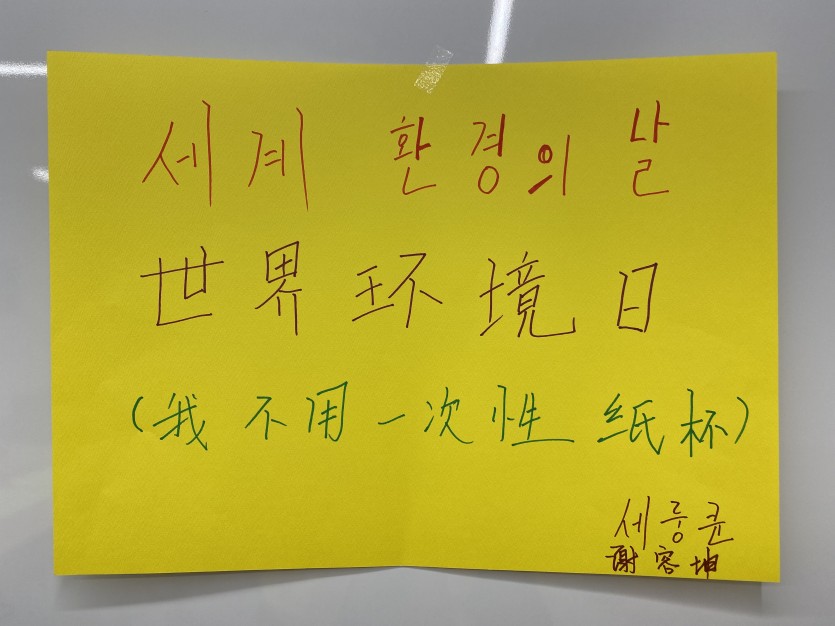 세계 환경의 날
世界环境日
(我不用一次性 纸杯)
세룽쿤
谢容坤